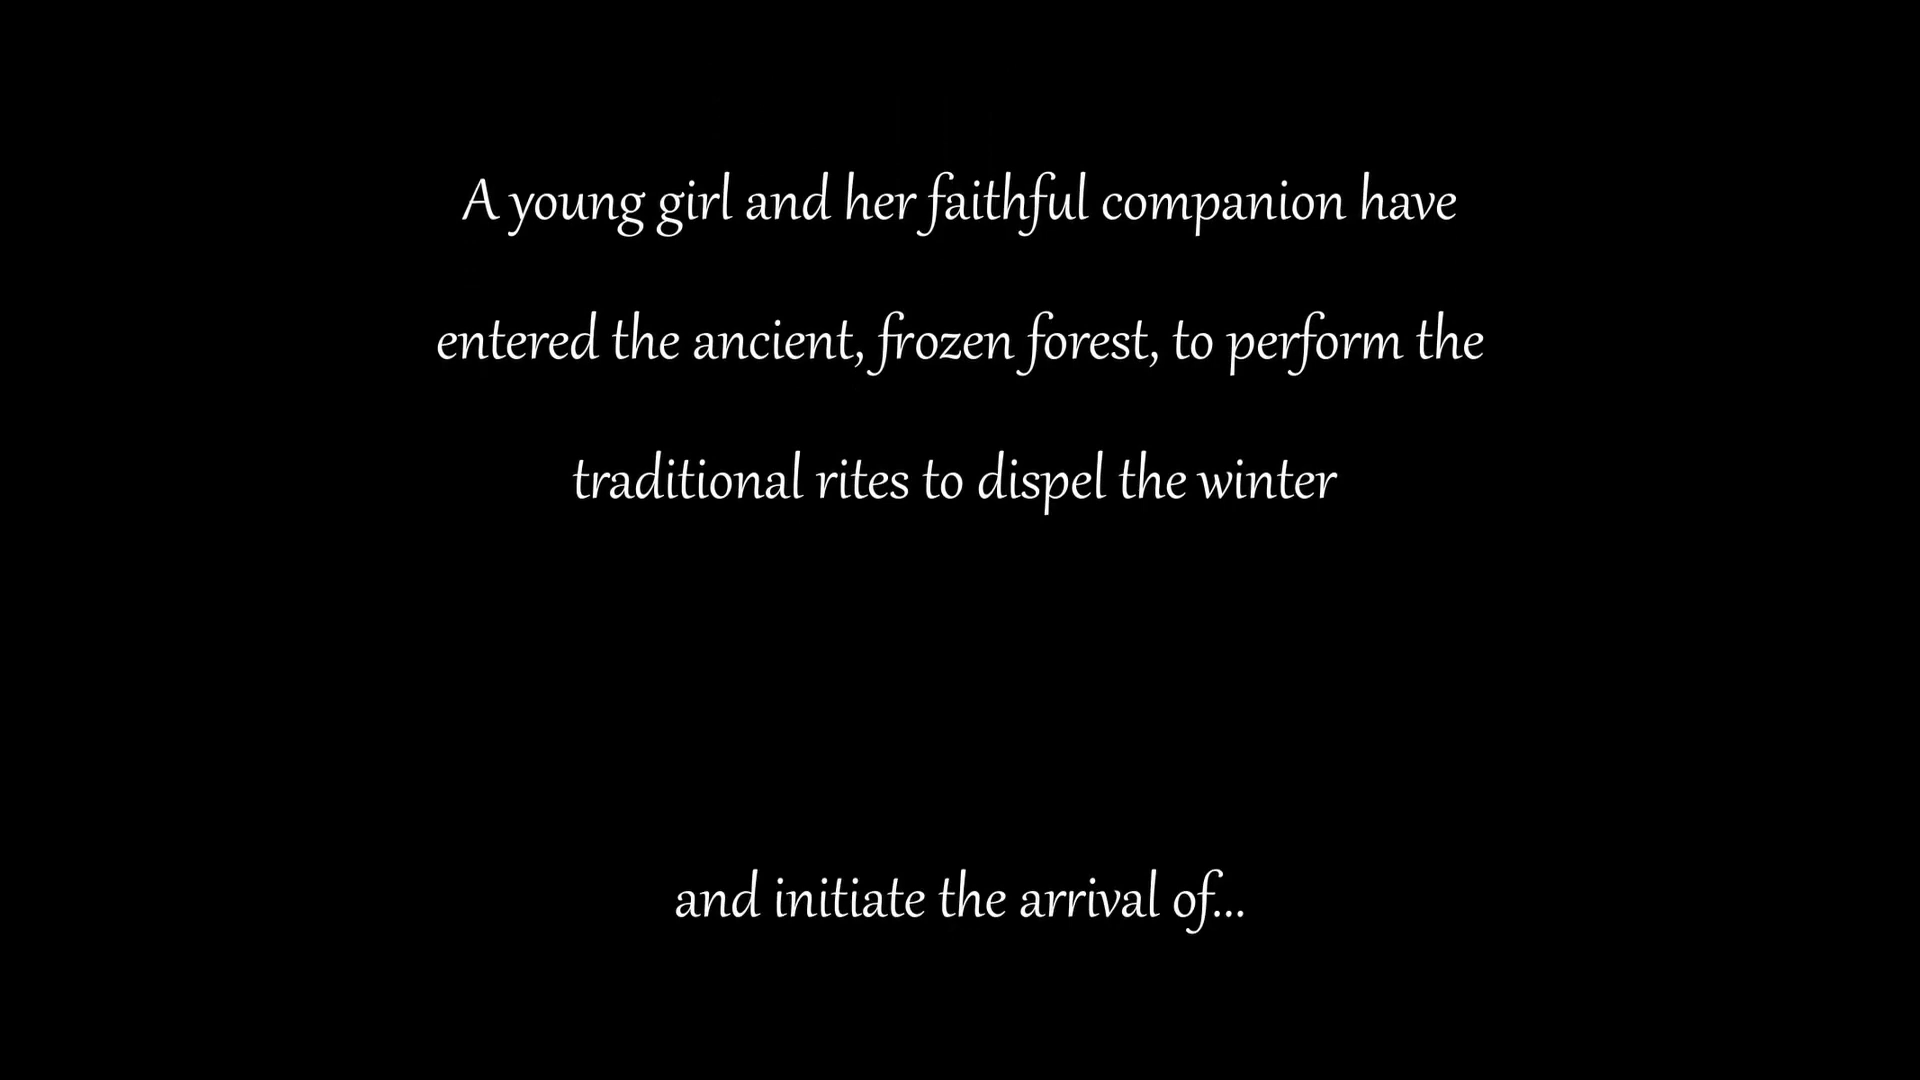 A young girl and her faithful companion have
entered the ancient, frozen forest, to perform the
traditional rites to dispel the winter
and initiate the arrival of...